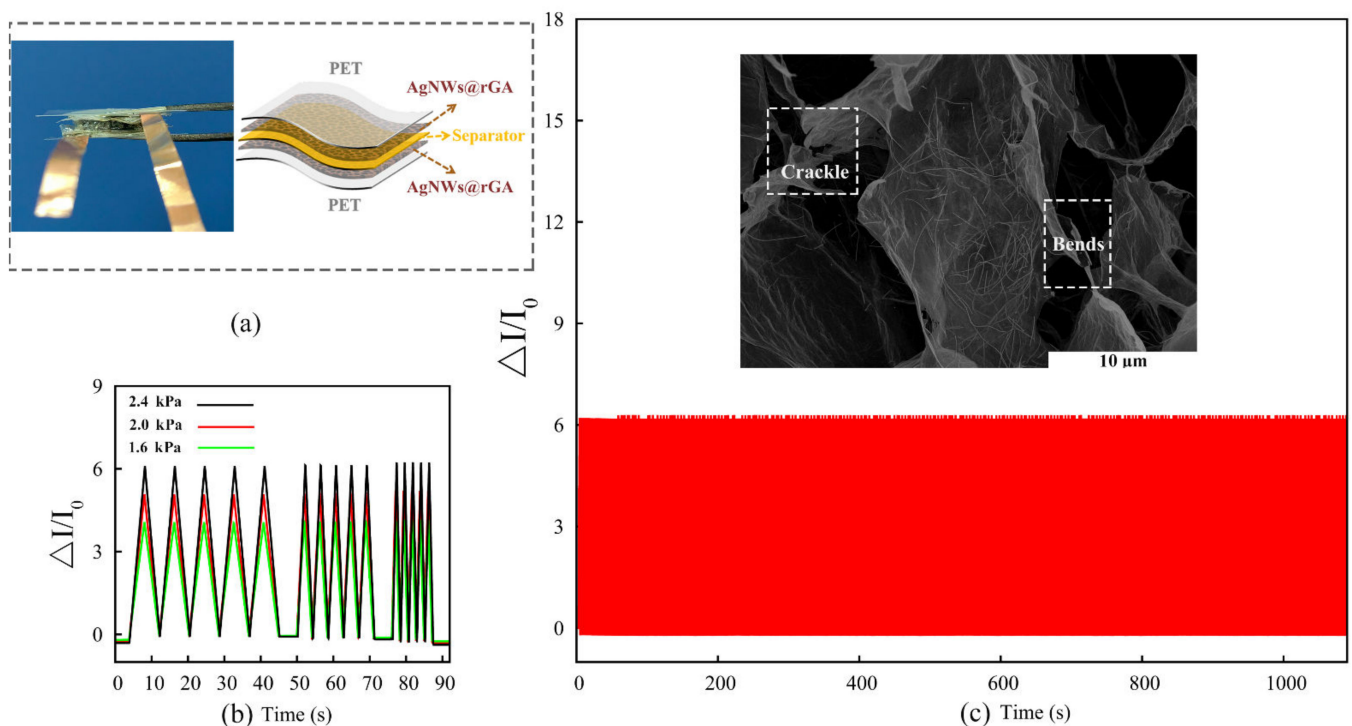 PET
AgNWs@rGA
Separator
AgNWs@rGA
PET
(a)
9
6
3
0
△I/I0
2.4 kPa
2.0 kPa
1.6 kPa
0 10 20 30 40 50 60 70 80 90
(b) Time (s)
18
15
12
9
6
3
0
△I/I0
Crackle
Bends
10 μm
0 200 400 600 800 1000
(c) Time (s)